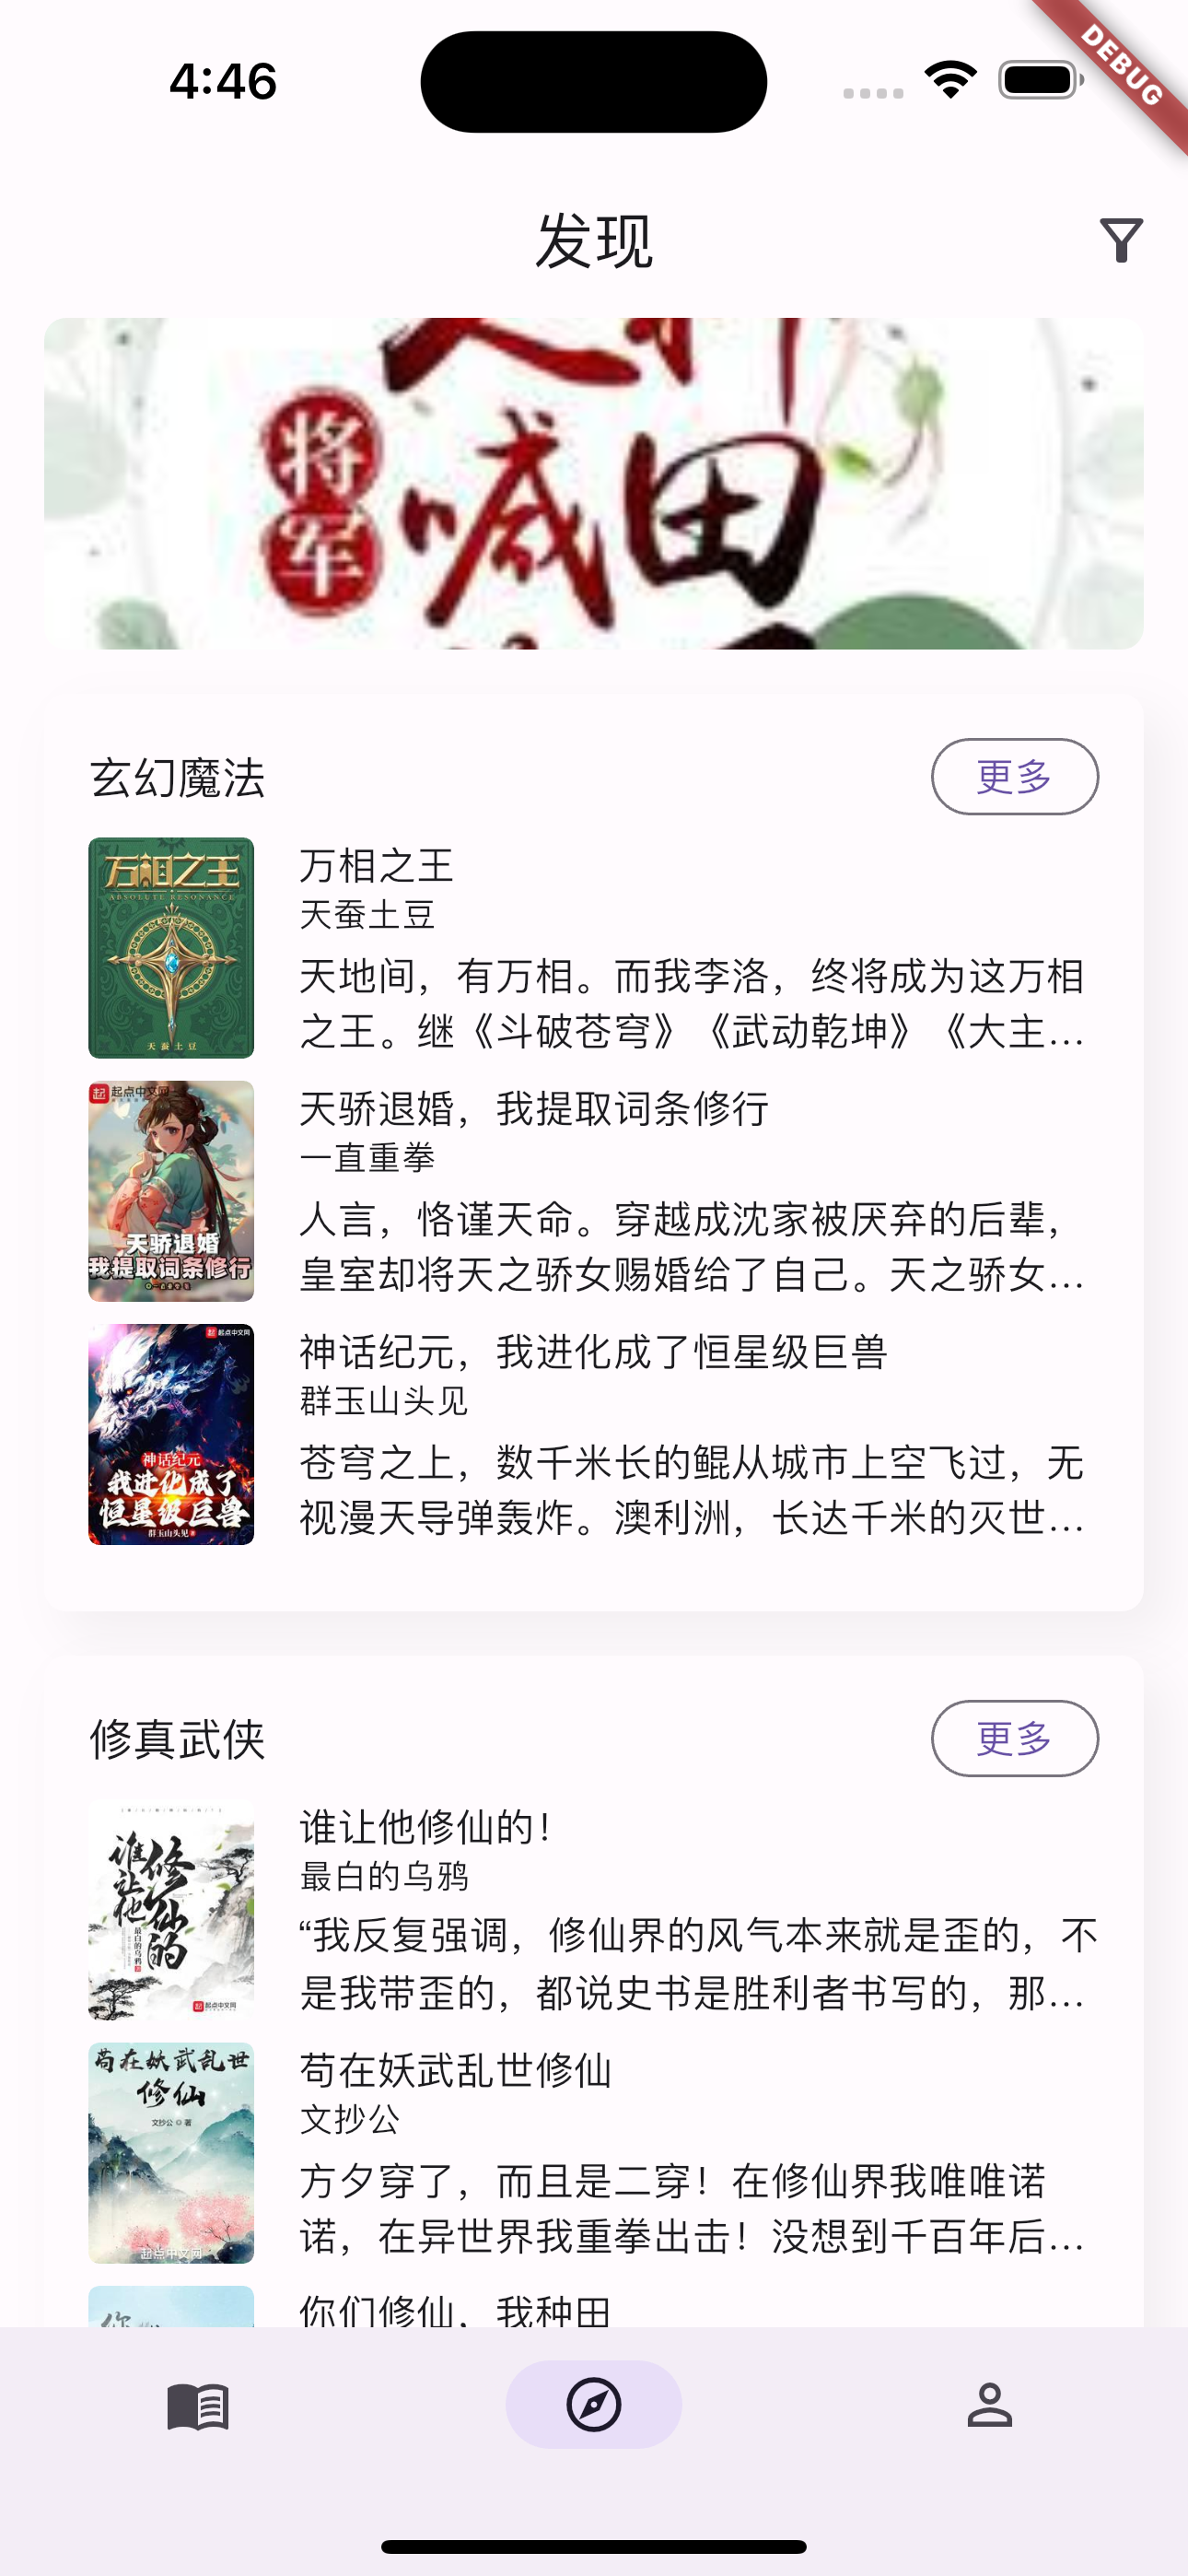 4:46
DEBUG
发现
将军
喊田
玄幻魔法
更多
万相之王
ABSOLUTE RESONANCE
天蚕土豆
万相之王
天蚕土豆
天地间，有万相。而我李洛，终将成为这万相
之王。继《斗破苍穹》《武动乾坤》《大主...
起点中文网
天骄退婚
我提取词条修行
天骄退婚，我提取词条修行
一直重拳
人言，恪谨天命。穿越成沈家被厌弃的后辈，
皇室却将天之骄女赐婚给了自己。天之骄女...
起点中文网
神话纪元
我进化成了
恒星级巨兽
群玉山头见
神话纪元，我进化成了恒星级巨兽
群玉山头见
苍穹之上，数千米长的鲲从城市上空飞过，无
视漫天导弹轰炸。澳利洲，长达千米的灭世...
修真武侠
更多
谁让他
修仙的
最白的乌鸦
起点中文网
谁让他修仙的！
最白的乌鸦
“我反复强调，修仙界的风气本来就是歪的，不
是我带歪的，都说史书是胜利者书写的，那...
苟在妖武乱世
修仙
文抄公 著
起点中文网
苟在妖武乱世修仙
文抄公
方夕穿了，而且是二穿！在修仙界我唯唯诺
诺，在异世界我重拳出击！没想到千百年后...
你们修仙，我种田